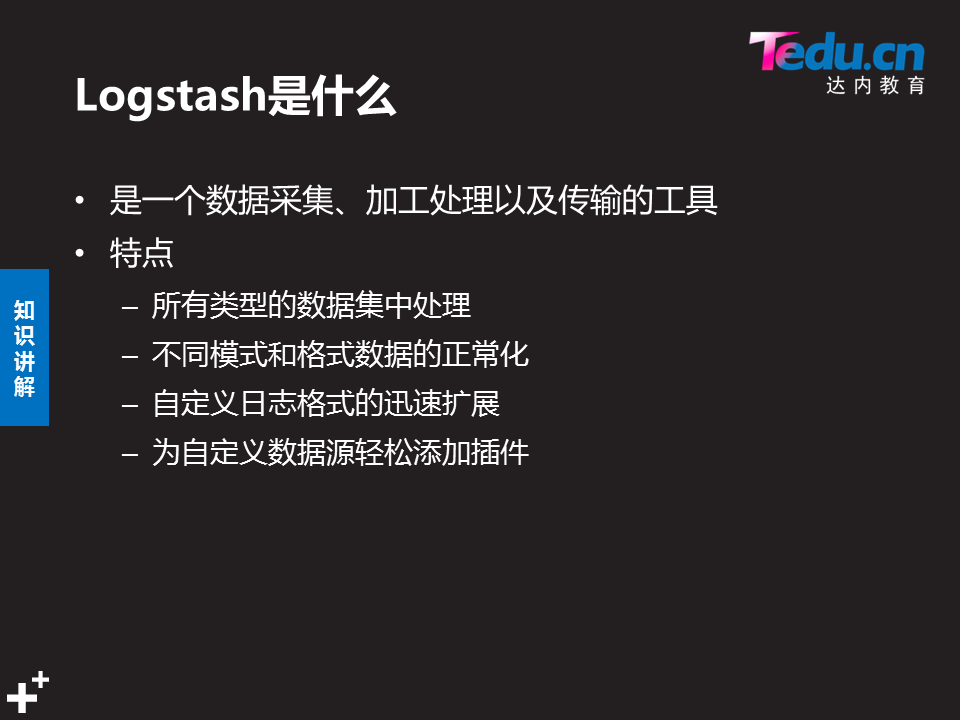 Tedu.cn
达内教育
Logstash是什么
• 是一个数据采集、加工处理以及传输的工具
• 特点
– 所有类型的数据集中处理
– 不同模式和格式数据的正常化
– 自定义日志格式的迅速扩展
– 为自定义数据源轻松添加插件
知
识
讲
解